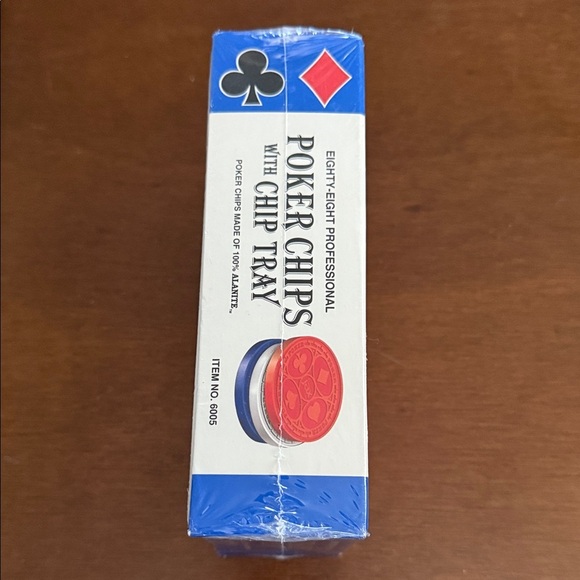 EIGHTY-EIGHT PROFESSIONAL
POKER CHIPS
WITH CHIP TRAY
POKER CHIPS MADE OF 100% ALANITE™
ITEM NO. 6005